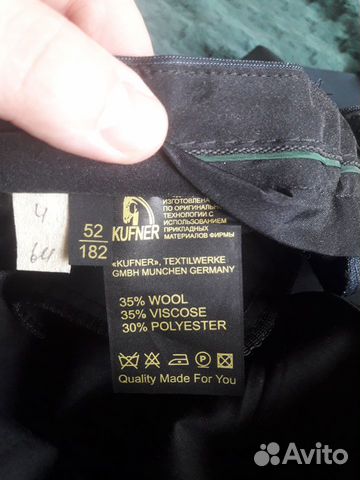 4
64
52
182
KUFNER
ИЗГОТОВЛЕНО
ПО ОРИГИНАЛЬНОЙ
ТЕХНОЛОГИИ С
ИСПОЛЬЗОВАНИЕМ
ПРИКЛАДНЫХ
МАТЕРИАЛОВ ФИРМЫ
«KUFNER», TEXTILWERKE
GMBH MUNCHEN GERMANY
35% WOOL
35% VISCOSE
30% POLYESTER
P
Quality Made For You
Avito